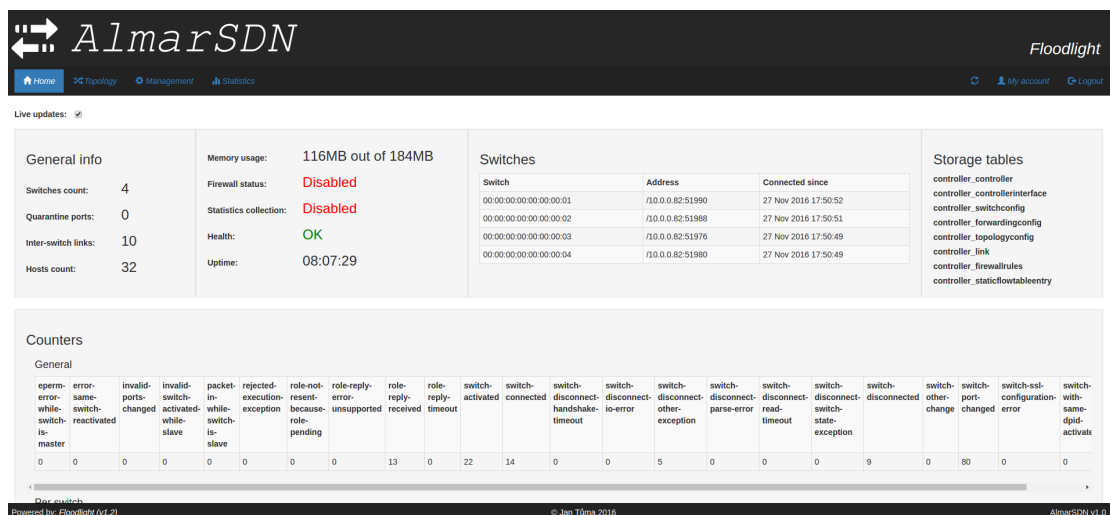 AlmarSDN
Floodlight
Home Topology Management Statistics My account Logout
Live updates:
General info
Switches count: 4
Quarantine ports: 0
Inter-switch links: 10
Hosts count: 32
Memory usage: 116MB out of 184MB
Firewall status: Disabled
Statistics collection: Disabled
Health: OK
Uptime: 08:07:29
Switches
Switch Address Connected since
00:00:00:00:00:00:00:01 /10.0.0.82:51990 27 Nov 2016 17:50:52
00:00:00:00:00:00:00:02 /10.0.0.82:51988 27 Nov 2016 17:50:51
00:00:00:00:00:00:00:03 /10.0.0.82:51976 27 Nov 2016 17:50:49
00:00:00:00:00:00:00:04 /10.0.0.82:51980 27 Nov 2016 17:50:49
Storage tables
controller_controller
controller_controllerinterface
controller_switchconfig
controller_forwardingconfig
controller_topologyconfig
controller_link
controller_firewallrules
controller_staticflowtableentry
Counters
General
eperm- error- invalid- invalid- packet- rejected- role-not- role-reply- role- role- switch- switch- switch- switch- switch- switch- switch- switch- switch- switch- switch- switch-ssl- switch-
error- same- ports- switch- in- execution- resent- error- reply- reply- activated connected disconnect- disconnect- disconnect- disconnect- disconnect- disconnect- disconnected other- port- configuration- with-
while- switch- changed activated- while- exception because- unsupported received timeout handshake- io-error other- parse-error read- switch- change changed error same-
switch- reactivated while- switch- role- timeout exception timeout state- dpid-
is- slave is- pending exception activate
master slave
0 0 0 0 0 0 0 0 13 0 22 14 0 0 5 0 0 0 9 0 80 0 0
Per switch
Powered by: Floodlight (v1.2) © Jan Tůma 2016 AlmarSDN v1.0